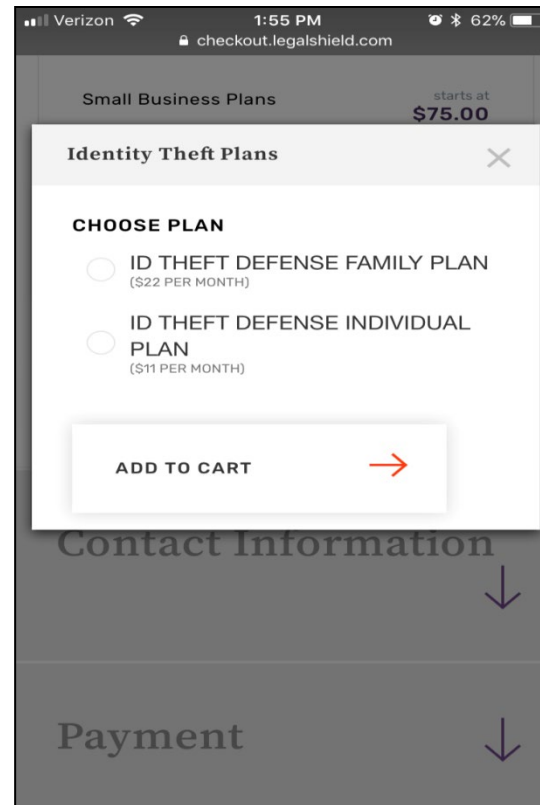 Verizon 1:55 PM 62%
checkout.legalshield.com
Small Business Plans
starts at
$75.00
Identity Theft Plans
CHOOSE PLAN
ID THEFT DEFENSE FAMILY PLAN
($22 PER MONTH)
ID THEFT DEFENSE INDIVIDUAL
PLAN
($11 PER MONTH)
ADD TO CART
Contact Information
Payment